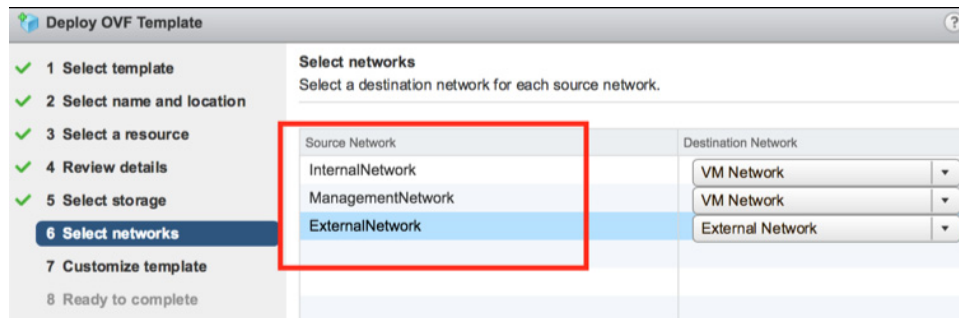 Deploy OVF Template
?
1 Select template
2 Select name and location
3 Select a resource
4 Review details
5 Select storage
6 Select networks
7 Customize template
8 Ready to complete
Select networks
Select a destination network for each source network.
Source Network Destination Network
InternalNetwork VM Network
ManagementNetwork VM Network
ExternalNetwork External Network